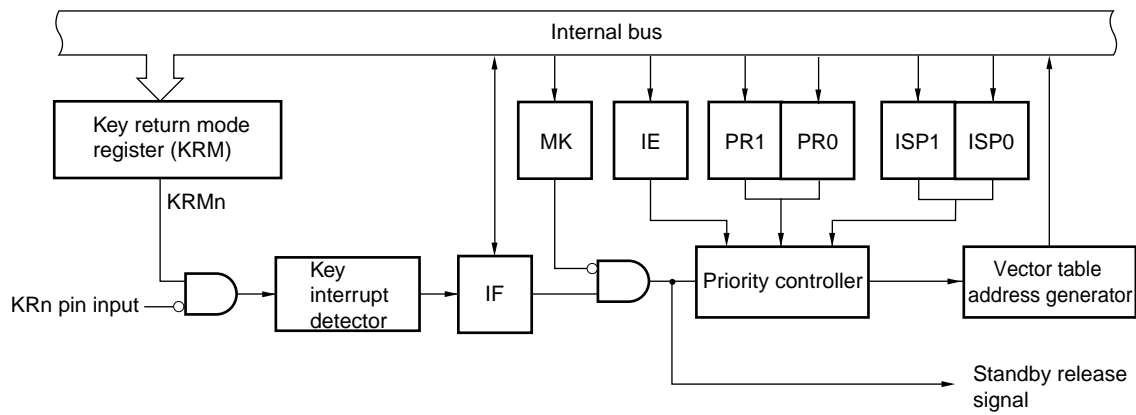 Internal bus
Key return mode
register (KRM)
MK
IE
PR1
PR0
ISP1
ISP0
KRMn
Key
interrupt
detector
IF
Priority controller
Vector table
address generator
KRn pin input
Standby release
signal